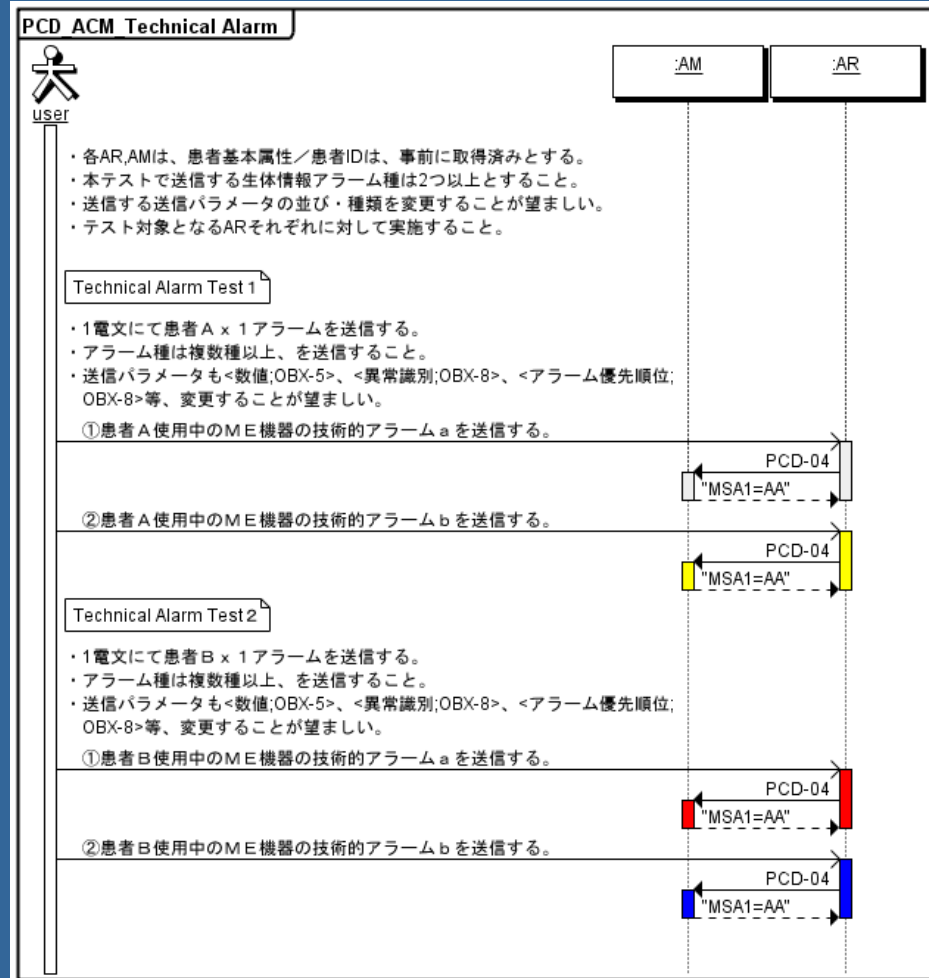 PCD_ACM_Technical Alarm
user
:AM
:AR
・各AR,AMは、患者基本属性／患者IDは、事前に取得済みとする。
・本テストで送信する生体情報アラーム種は2つ以上とすること。
・送信する送信パラメータの並び・種類を変更することが望ましい。
・テスト対象となるARそれぞれに対して実施すること。
Technical Alarm Test 1
・1電文にて患者Ａｘ１アラームを送信する。
・アラーム種は複数種以上、を送信すること。
・送信パラメータも<数値;OBX-5>、<異常識別;OBX-8>、<アラーム優先順位;
OBX-8>等、変更することが望ましい。
①患者Ａ使用中のＭＥ機器の技術的アラームａを送信する。
PCD-04
"MSA1=AA"
②患者Ａ使用中のＭＥ機器の技術的アラームｂを送信する。
PCD-04
"MSA1=AA"
Technical Alarm Test２
・1電文にて患者Ｂｘ１アラームを送信する。
・アラーム種は複数種以上、を送信すること。
・送信パラメータも<数値;OBX-5>、<異常識別;OBX-8>、<アラーム優先順位;
OBX-8>等、変更することが望ましい。
①患者Ｂ使用中のＭＥ機器の技術的アラームａを送信する。
PCD-04
"MSA1=AA"
②患者Ｂ使用中のＭＥ機器の技術的アラームｂを送信する。
PCD-04
"MSA1=AA"